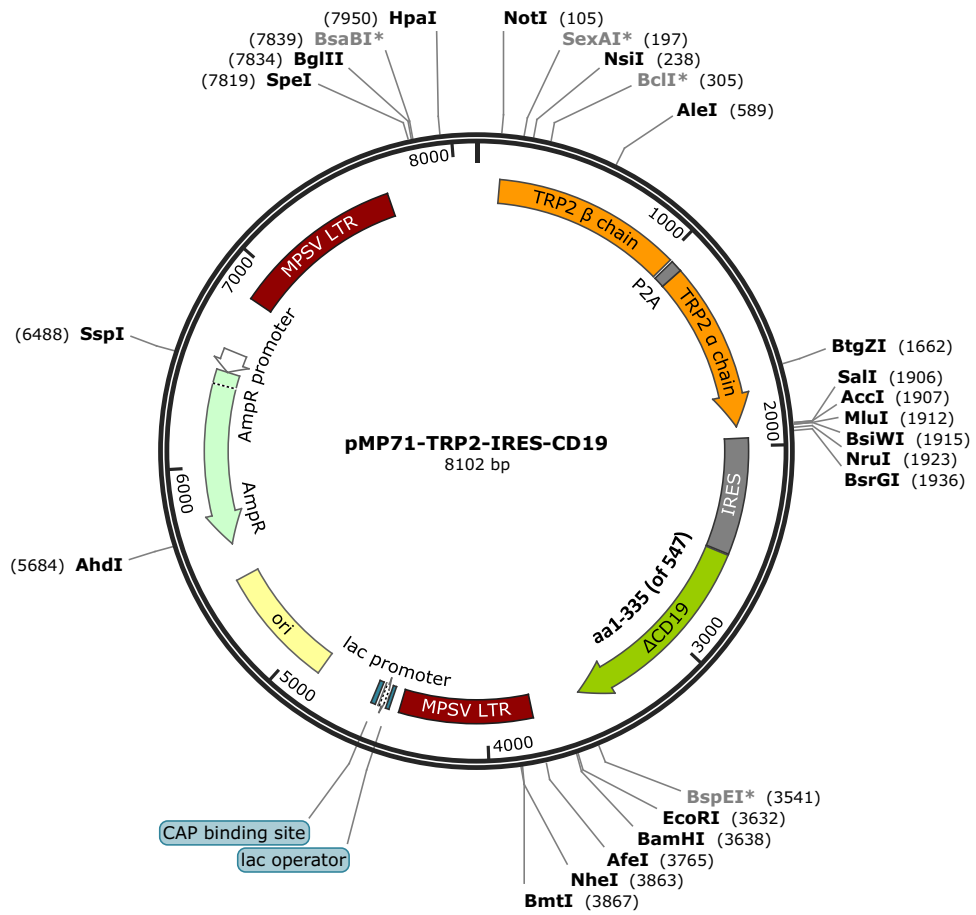 (7950) HpaI
(7839) BsaBI*
(7834) BglII
(7819) SpeI
NotI (105)
SexAI* (197)
NsiI (238)
BclI* (305)
AleI (589)
8000
1000
7000
2000
6000
3000
5000
4000
MPSV LTR
TRP2 β chain
P2A
TRP2 α chain
(6488) SspI
BtgZI (1662)
SalI (1906)
AccI (1907)
MluI (1912)
BsiWI (1915)
NruI (1923)
BsrGI (1936)
AmpR promoter
pMP71-TRP2-IRES-CD19
8102 bp
IRES
AmpR
(5684) AhdI
aa1-335 (of 547)
ΔCD19
ori
lac promoter
MPSV LTR
BspEI* (3541)
EcoRI (3632)
BamHI (3638)
AfeI (3765)
NheI (3863)
BmtI (3867)
CAP binding site
lac operator